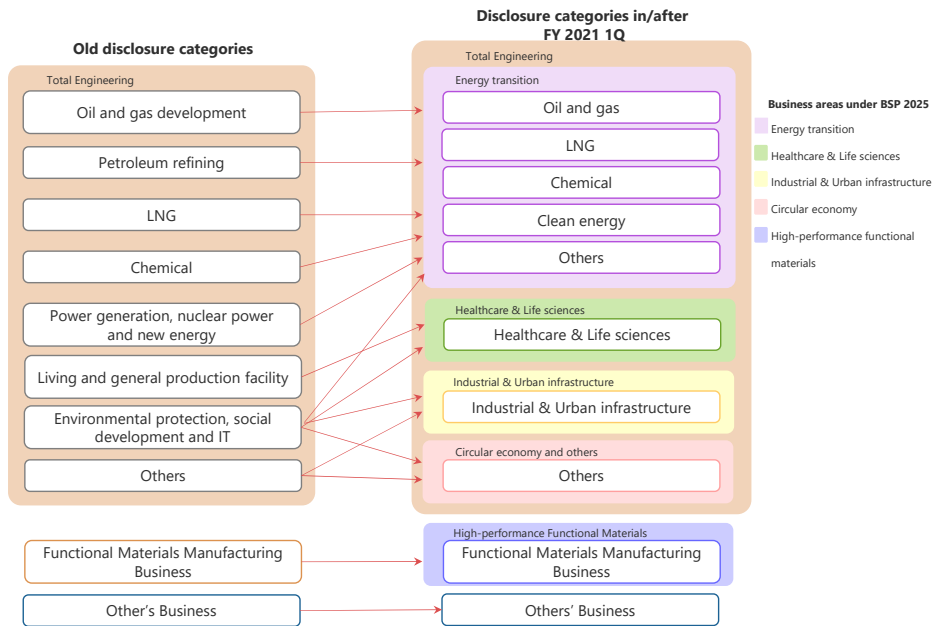 Old disclosure categories
Total Engineering
Oil and gas development
Petroleum refining
LNG
Chemical
Power generation, nuclear power
and new energy
Living and general production facility
Environmental protection, social
development and IT
Others
Functional Materials Manufacturing
Business
Other's Business
Disclosure categories in/after
FY 2021 1Q
Total Engineering
Energy transition
Oil and gas
LNG
Chemical
Clean energy
Others
Healthcare & Life sciences
Healthcare & Life sciences
Industrial & Urban infrastructure
Industrial & Urban infrastructure
Circular economy and others
Others
High-performance Functional Materials
Functional Materials Manufacturing
Business
Others' Business
Business areas under BSP 2025
Energy transition
Healthcare & Life sciences
Industrial & Urban infrastructure
Circular economy
High-performance functional
materials